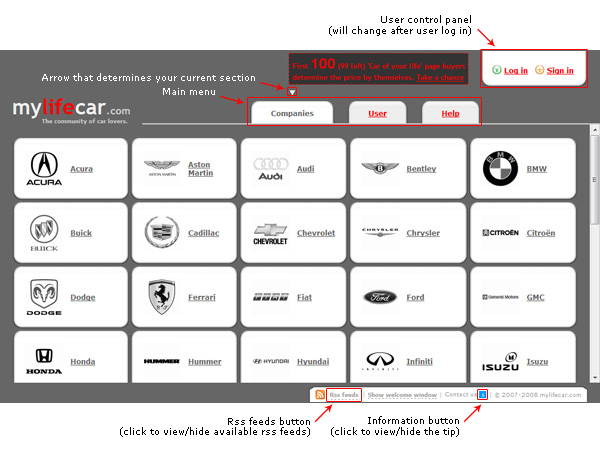 User control panel
(will change after user log in)
First 100 (99 left) "Car of your life" page buyers
determine the price by themselves. Take a chance
Log in Sign in
Arrow that determines your current section
Main menu
mylifecar.com
The community of car lovers.
Companies User Help
ACURA Acura
ASTON MARTIN Aston
Martin
Audi Audi
Bentley
BMW BMW
BUICK Buick
Cadillac
CHEVROLET Chevrolet
CHRYSLER Chrysler
CITROËN Citroën
DODGE Dodge
Ferrari
FIAT Fiat
Ford Ford
General Motors GMC
HONDA Honda
HUMMER Hummer
HYUNDAI Hyundai
INFINITI Infiniti
ISUZU Isuzu
Rss feeds | Show welcome window | Contact us | © 2007-2008 mylifecar.com
Rss feeds button
(click to view/hide available rss feeds)
Information button
(click to view/hide the tip)